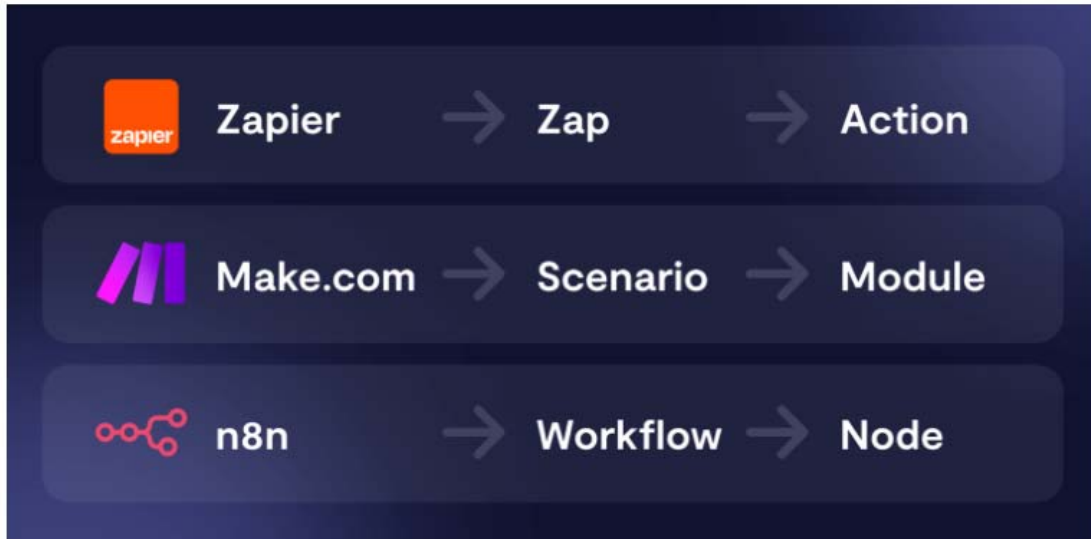 zapier Zapier → Zap → Action
Make.com → Scenario → Module
n8n → Workflow → Node